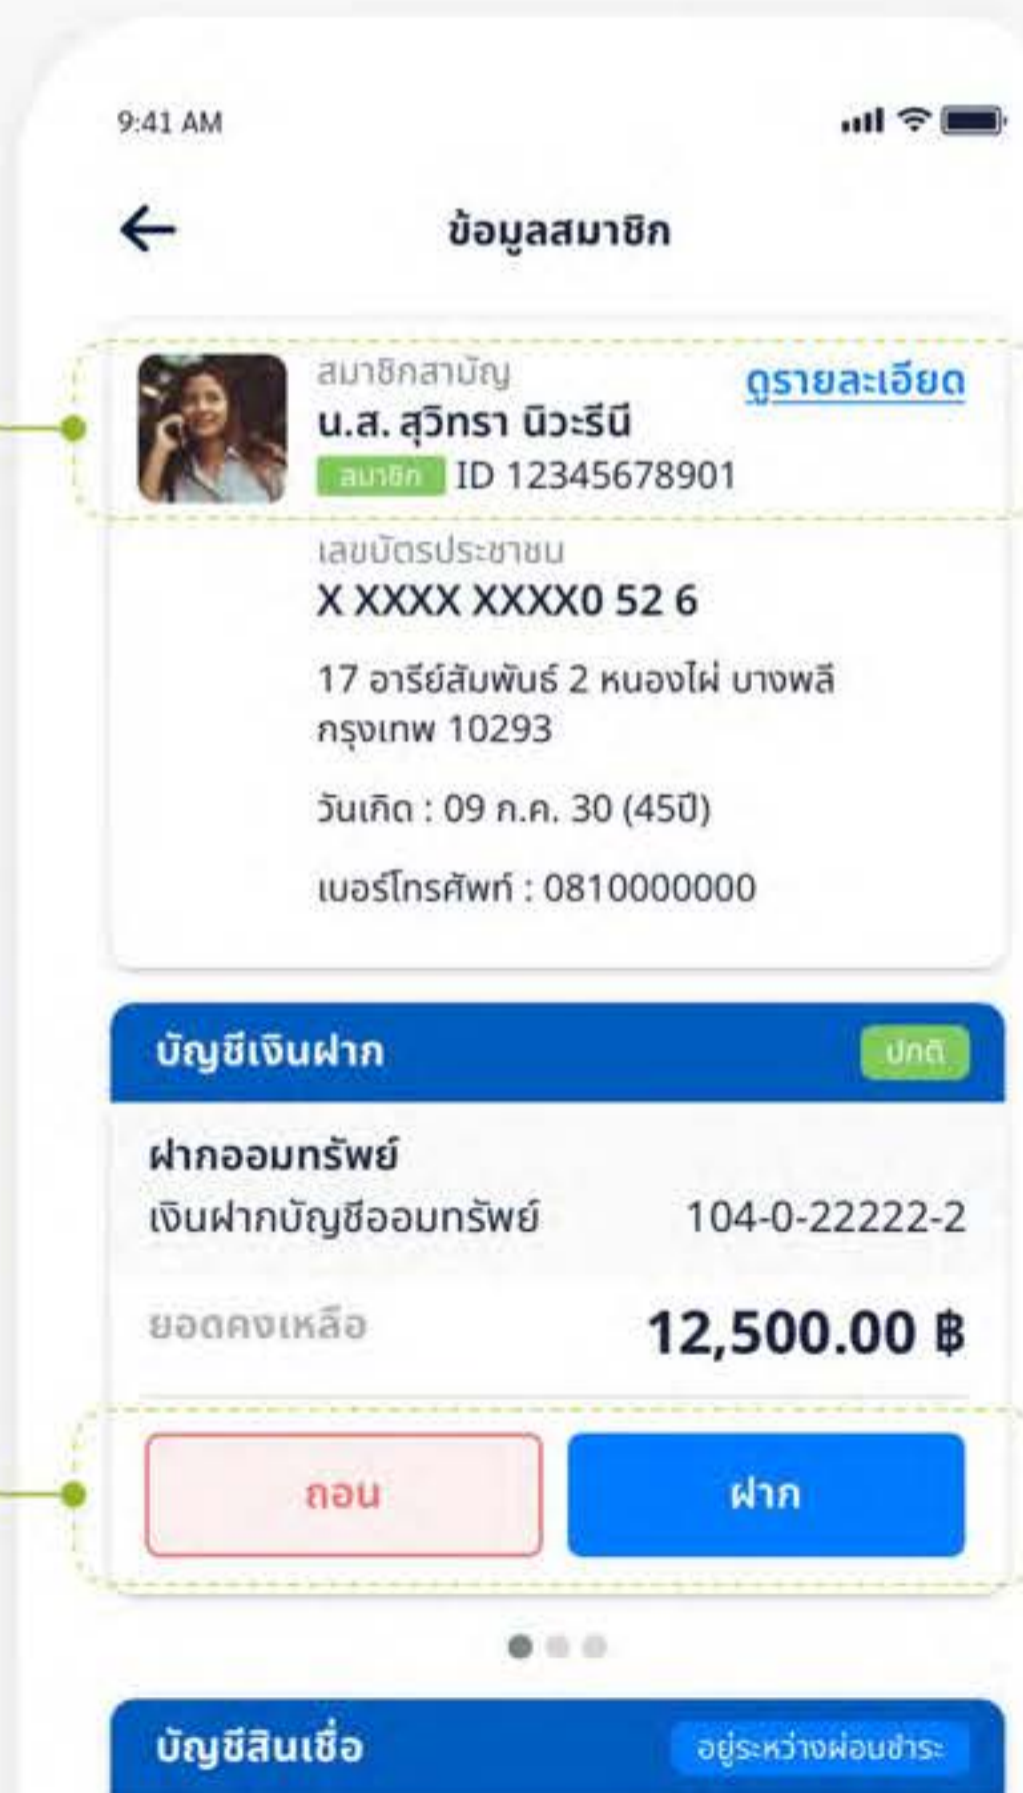 9:41 AM
ข้อมูลสมาชิก
สมาชิกสามัญ
ดูรายละเอียด
น.ส. สุวิทรา นิวะรีนี
สมาชิก ID 12345678901
เลขบัตรประชาชน
X XXXX XXXX0 52 6
17 อารีย์สัมพันธ์ 2 หนองไผ่ บางพลี
กรุงเทพ 10293
วันเกิด : 09 ก.ค. 30 (45ปี)
เบอร์โทรศัพท์ : 0810000000
บัญชีเงินฝาก ปกติ
ฝากออมทรัพย์
เงินฝากบัญชีออมทรัพย์ 104-0-22222-2
ยอดคงเหลือ 12,500.00 ฿
ถอน ฝาก
บัญชีสินเชื่อ อยู่ระหว่างผ่อนชำระ